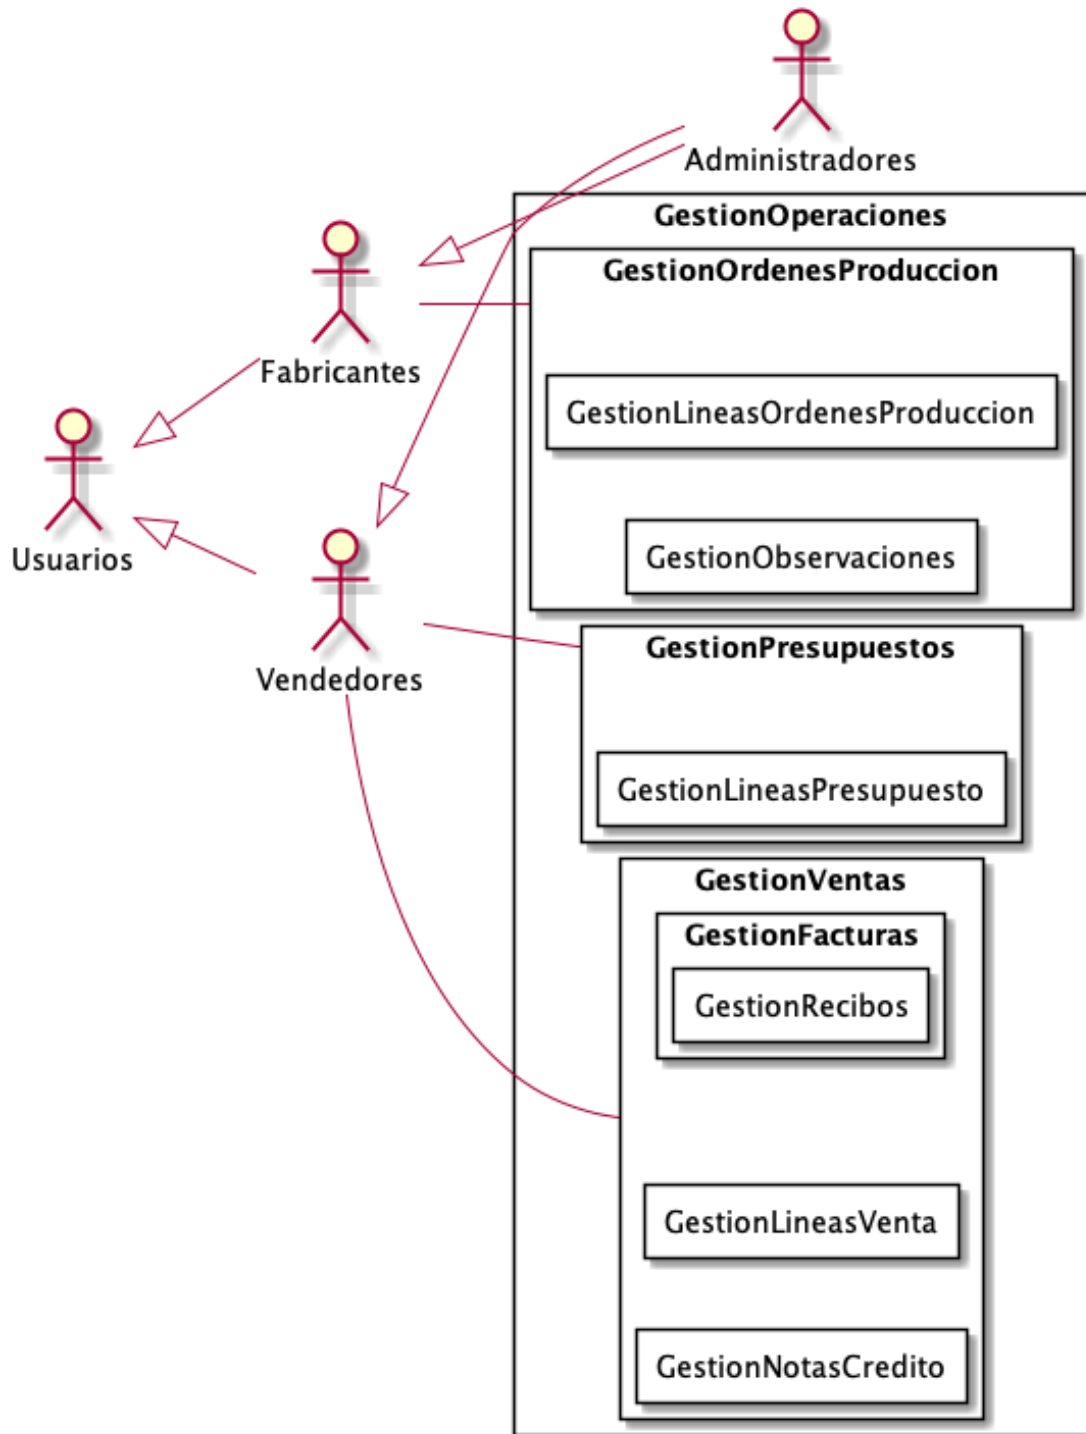 Administradores
GestionOperaciones
GestionOrdenesProduccion
Fabricantes
GestionLineasOrdenesProduccion
Usuarios
GestionObservaciones
Vendedores
GestionPresupuestos
GestionLineasPresupuesto
GestionVentas
GestionFacturas
GestionRecibos
GestionLineasVenta
GestionNotasCredito